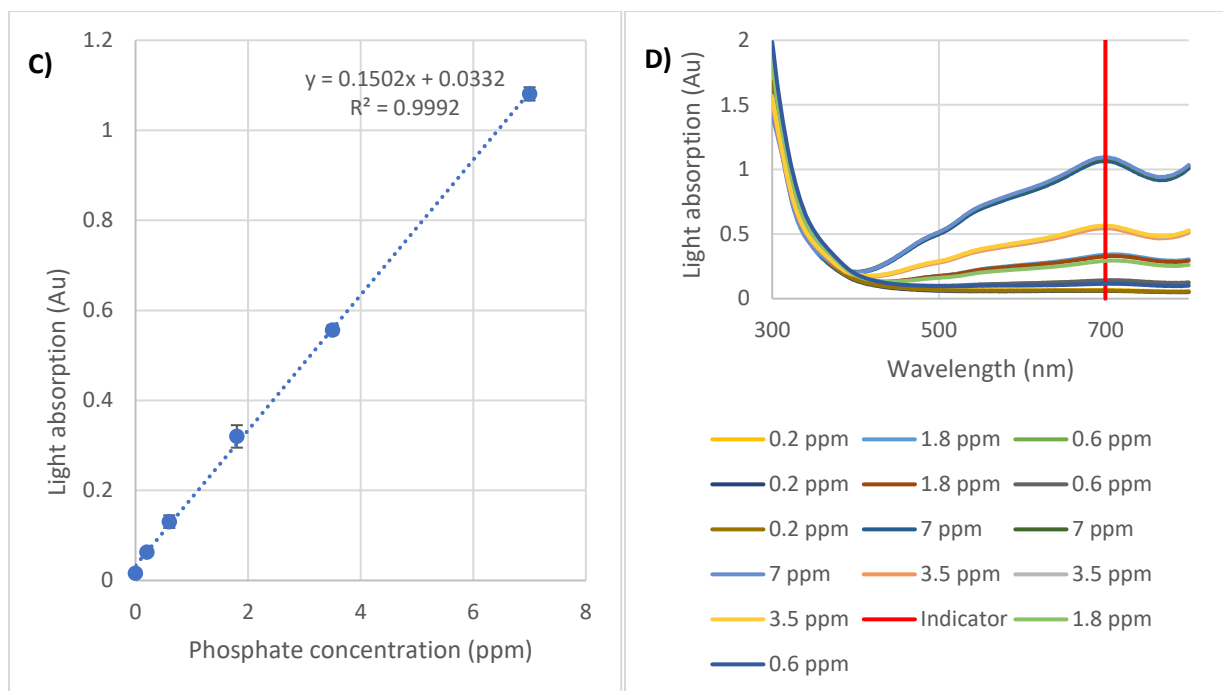 C)
y = 0.1502x + 0.0332
R² = 0.9992
Light absorption (Au)
1.2
1
0.8
0.6
0.4
0.2
0
0 2 4 6 8
Phosphate concentration (ppm)
D)
Light absorption (Au)
2
1.5
1
0.5
0
300 500 700
Wavelength (nm)
0.2 ppm 1.8 ppm 0.6 ppm
0.2 ppm 1.8 ppm 0.6 ppm
0.2 ppm 7 ppm 7 ppm
7 ppm 3.5 ppm 3.5 ppm
3.5 ppm Indicator 1.8 ppm
0.6 ppm